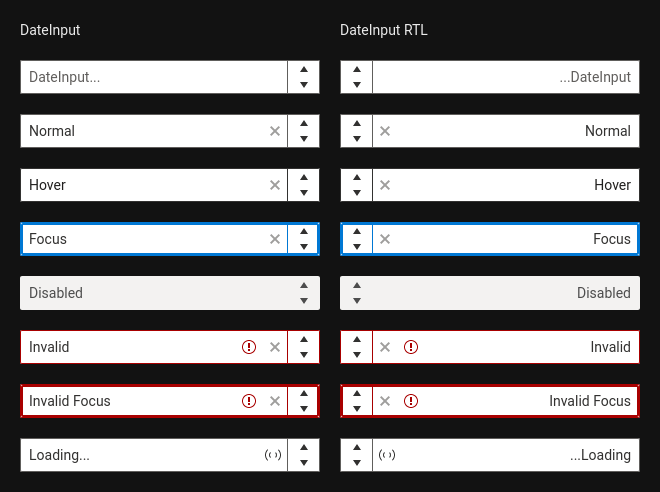 DateInput
DateInput RTL
DateInput...
...DateInput
Normal
Normal
Hover
Hover
Focus
Focus
Disabled
Disabled
Invalid
Invalid
Invalid Focus
Invalid Focus
Loading...
...Loading